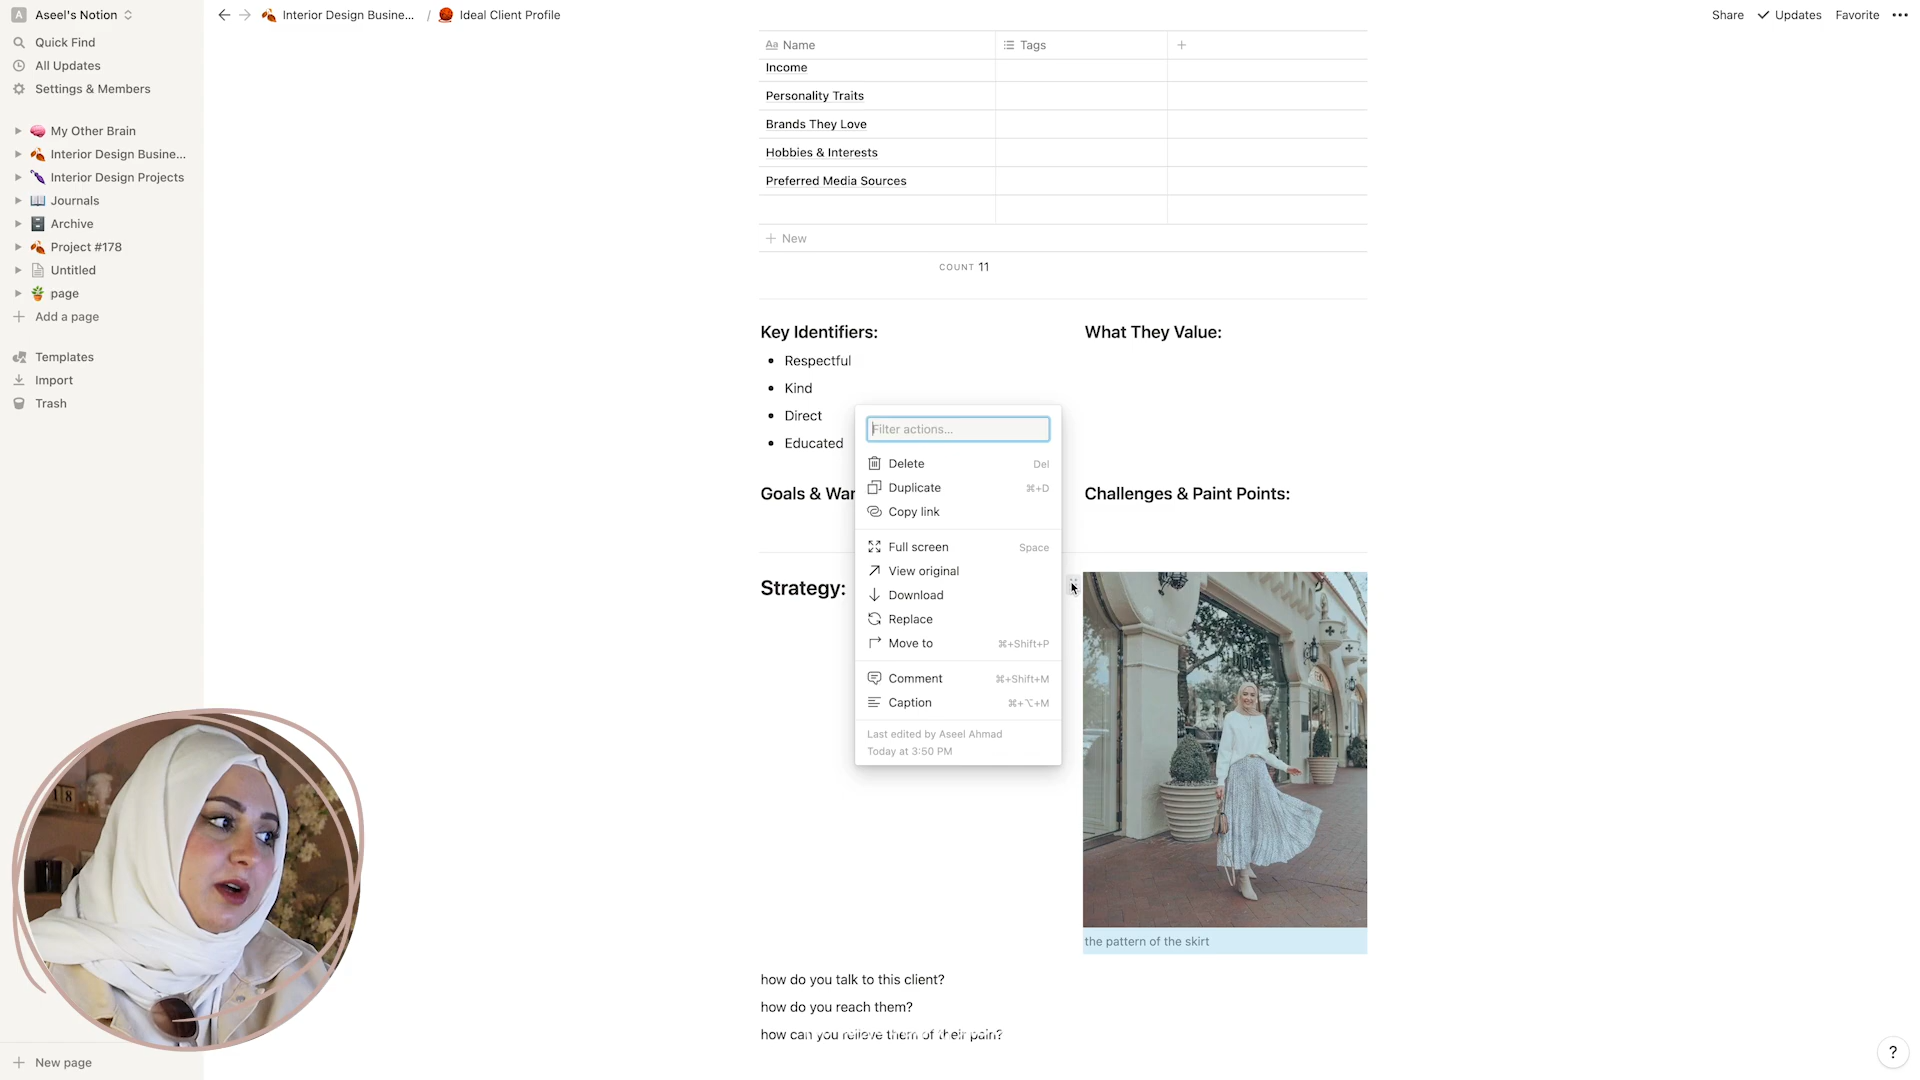 A Aseel's Notion
Quick Find
All Updates
Settings & Members
My Other Brain
Interior Design Busine...
Interior Design Projects
Journals
Archive
Project #178
Untitled
page
Add a page
Templates
Import
Trash
New page
Interior Design Busine... / Ideal Client Profile
Share Updates Favorite
Aa Name Tags
Income
Personality Traits
Brands They Love
Hobbies & Interests
Preferred Media Sources
New
COUNT 11
Key Identifiers:
Respectful
Kind
Direct
Educated
What They Value:
Goals & Wan
Challenges & Paint Points:
Filter actions...
Delete Del
Duplicate ⌘+D
Copy link
Full screen Space
View original
Download
Replace
Move to ⌘+Shift+P
Comment ⌘+Shift+M
Caption ⌘+⌥+M
Last edited by Aseel Ahmad
Today at 3:50 PM
Strategy:
the pattern of the skirt
how do you talk to this client?
how do you reach them?
how can you relieve them of their pain?
18
?